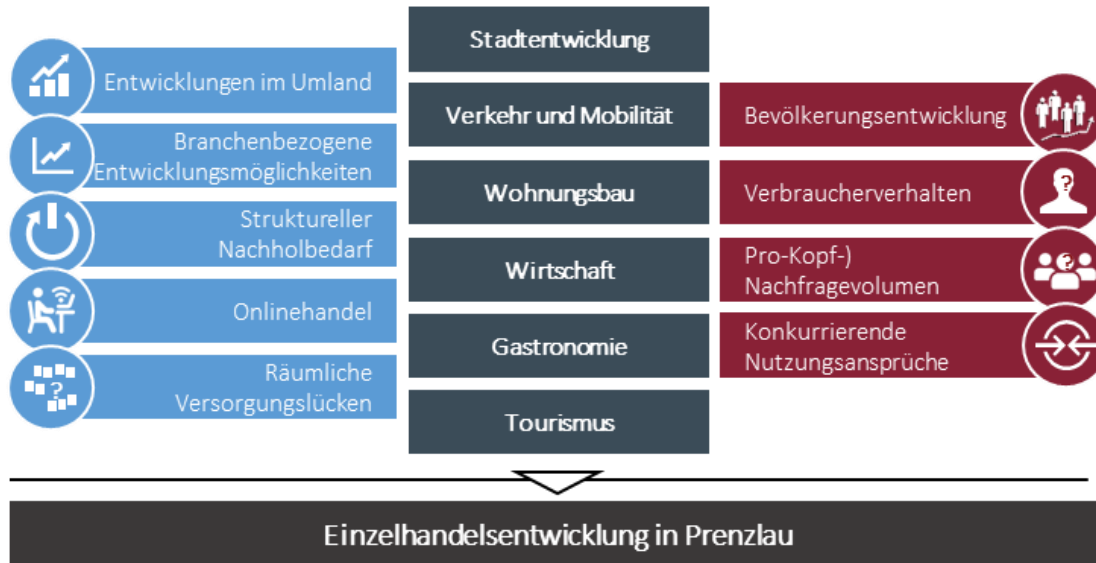 Entwicklungen im Umland
Branchenbezogene
Entwicklungsmöglichkeiten
Struktureller
Nachholbedarf
Onlinehandel
Räumliche
Versorgungslücken
Stadtentwicklung
Verkehr und Mobilität
Wohnungsbau
Wirtschaft
Gastronomie
Tourismus
Bevölkerungsentwicklung
Verbraucherverhalten
Pro-Kopf-)
Nachfragevolumen
Konkurrierende
Nutzungsansprüche
Einzelhandelsentwicklung in Prenzlau